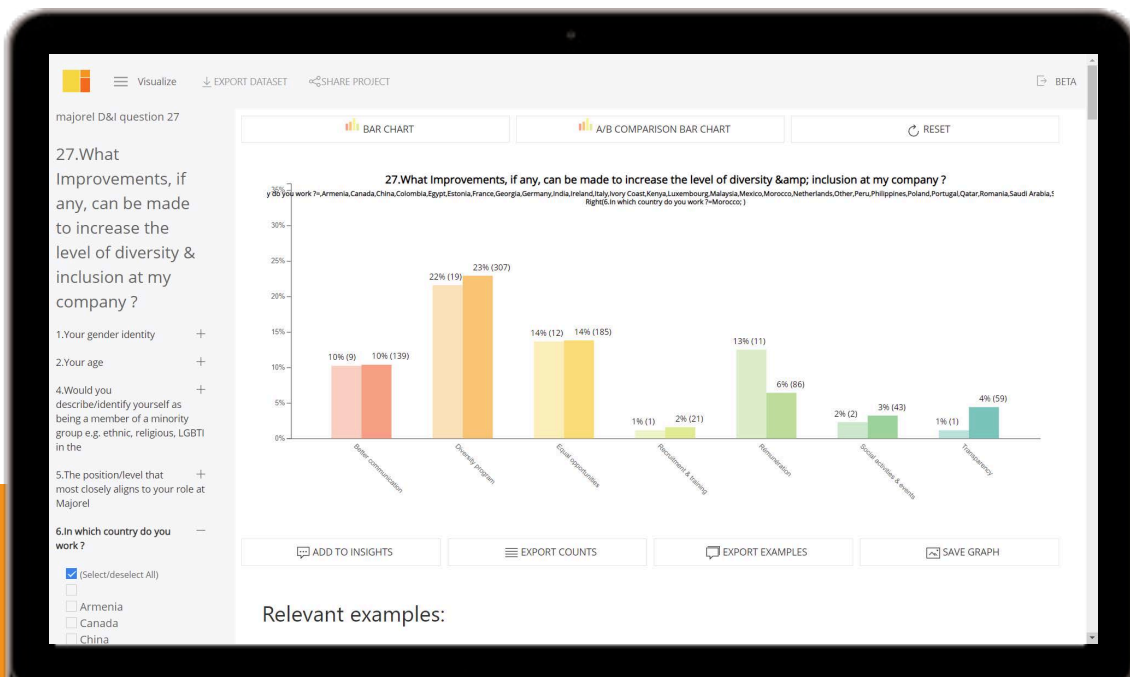 Visualize
EXPORT DATASET
SHARE PROJECT
BETA
majorel D&I question 27
27.What
Improvements, if
any, can be made
to increase the
level of diversity &
inclusion at my
company ?
1.Your gender identity
2.Your age
4.Would you
describe/identify yourself as
being a member of a minority
group e.g. ethnic, religious, LGBTI
in the
5.The position/level that
most closely aligns to your role at
Majorel
6.In which country do you
work ?
(Select/deselect All)
Armenia
Canada
China
BAR CHART
A/B COMPARISON BAR CHART
RESET
27.What Improvements, if any, can be made to increase the level of diversity &amp; inclusion at my company ?
y do you work ?=,Armenia,Canada,China,Colombia,Egypt,Estonia,France,Georgia,Germany,India,Ireland,Italy,Ivory Coast,Kenya,Luxembourg,Malaysia,Mexico,Morocco,Netherlands,Other,Peru,Philippines,Poland,Portugal,Qatar,Romania,Saudi Arabia,S
Right(6.In which country do you work ?=Morocco; )
36%
30%
25%
20%
15%
10%
5%
0%
10% (9)
10% (139)
22% (19)
23% (307)
14% (12)
14% (185)
1% (1)
2% (21)
13% (11)
6% (86)
2% (2)
3% (43)
1% (1)
4% (59)
Better communication
Diversity program
Equal opportunities
Recruitment & training
Remuneration
Social activities & events
Transparency
ADD TO INSIGHTS
EXPORT COUNTS
EXPORT EXAMPLES
SAVE GRAPH
Relevant examples: